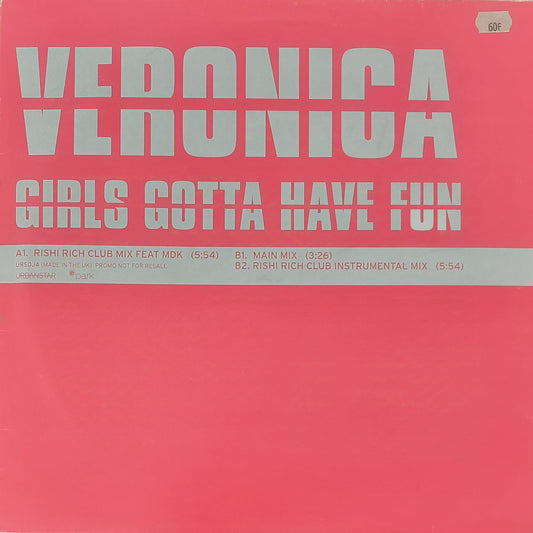 60F
VERONICA
GIRLS GOTTA HAVE FUN
A1. RISHI RICH CLUB MIX FEAT MDK (5:54)
URSDJ4 (MADE IN THE UK) PROMO NOT FOR RESALE
URBANSTAR park
B1. MAIN MIX (3:26)
B2. RISHI RICH CLUB INSTRUMENTAL MIX (5:54)